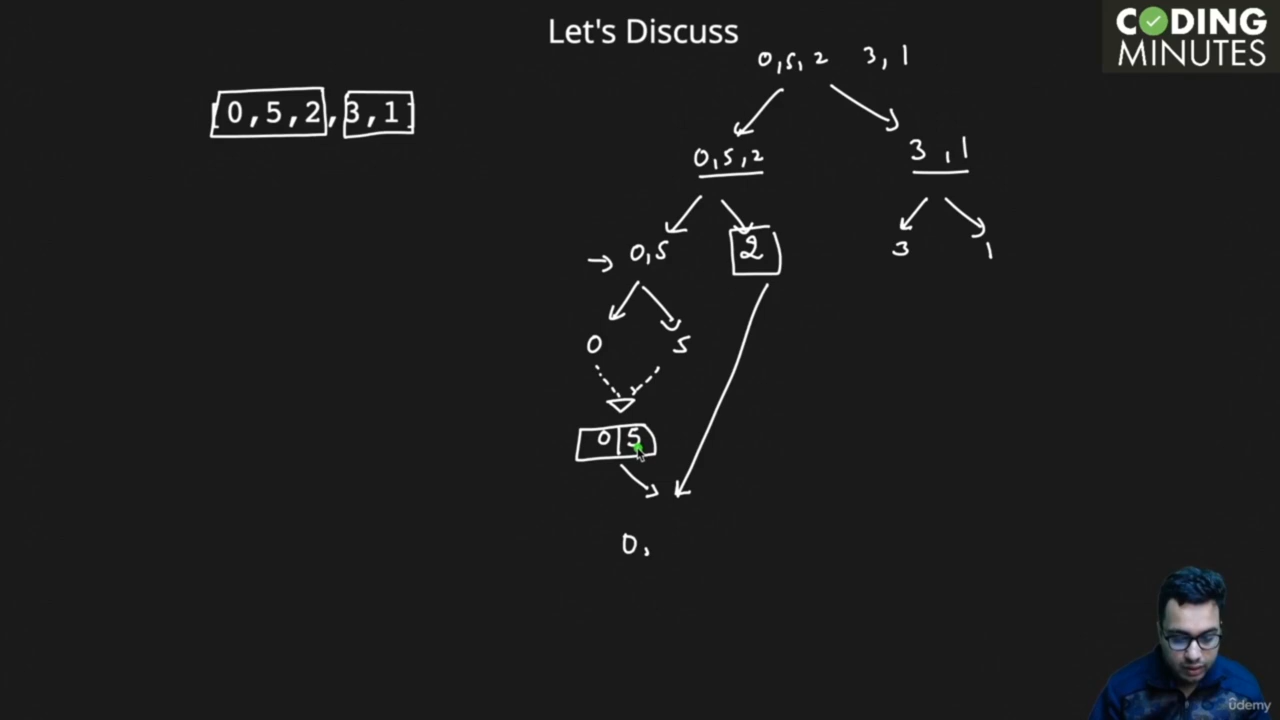 Let's Discuss
CODING
MINUTES
0,5,2 3,1
[0,5,2,3,1]
0,5,2 3,1
0,5 2 3 1
0 5
0 5
0,
ûdemy